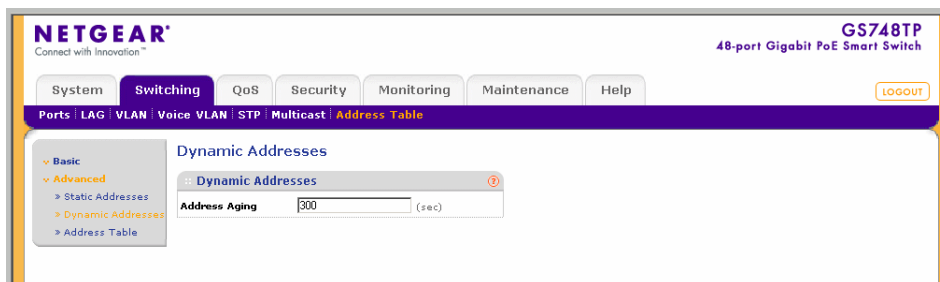 NETGEAR®
Connect with Innovation™
GS748TP
48-port Gigabit PoE Smart Switch
System Switching QoS Security Monitoring Maintenance Help LOGOUT
Ports LAG VLAN Voice VLAN STP Multicast Address Table
Basic
Advanced
» Static Addresses
» Dynamic Addresses
» Address Table
Dynamic Addresses
Dynamic Addresses ?
Address Aging 300 (sec)